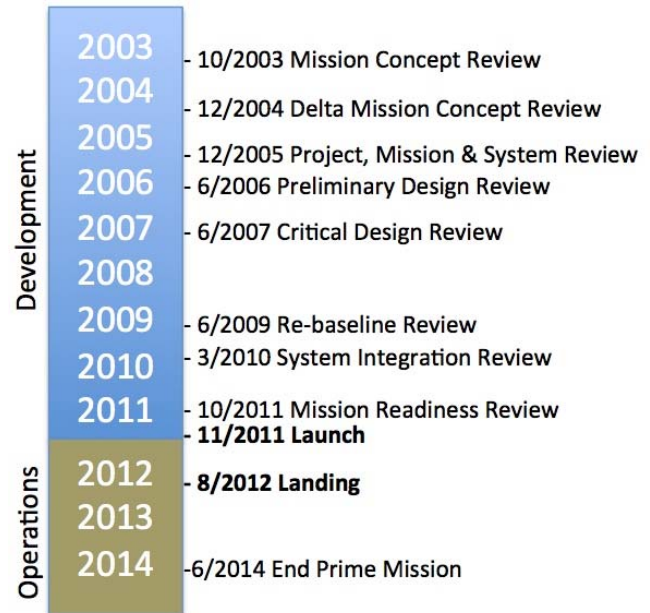 Development
2003
- 10/2003 Mission Concept Review
2004
- 12/2004 Delta Mission Concept Review
2005
- 12/2005 Project, Mission & System Review
2006
- 6/2006 Preliminary Design Review
2007
- 6/2007 Critical Design Review
2008
2009
- 6/2009 Re-baseline Review
2010
- 3/2010 System Integration Review
2011
- 10/2011 Mission Readiness Review
- 11/2011 Launch
Operations
2012
- 8/2012 Landing
2013
2014
-6/2014 End Prime Mission